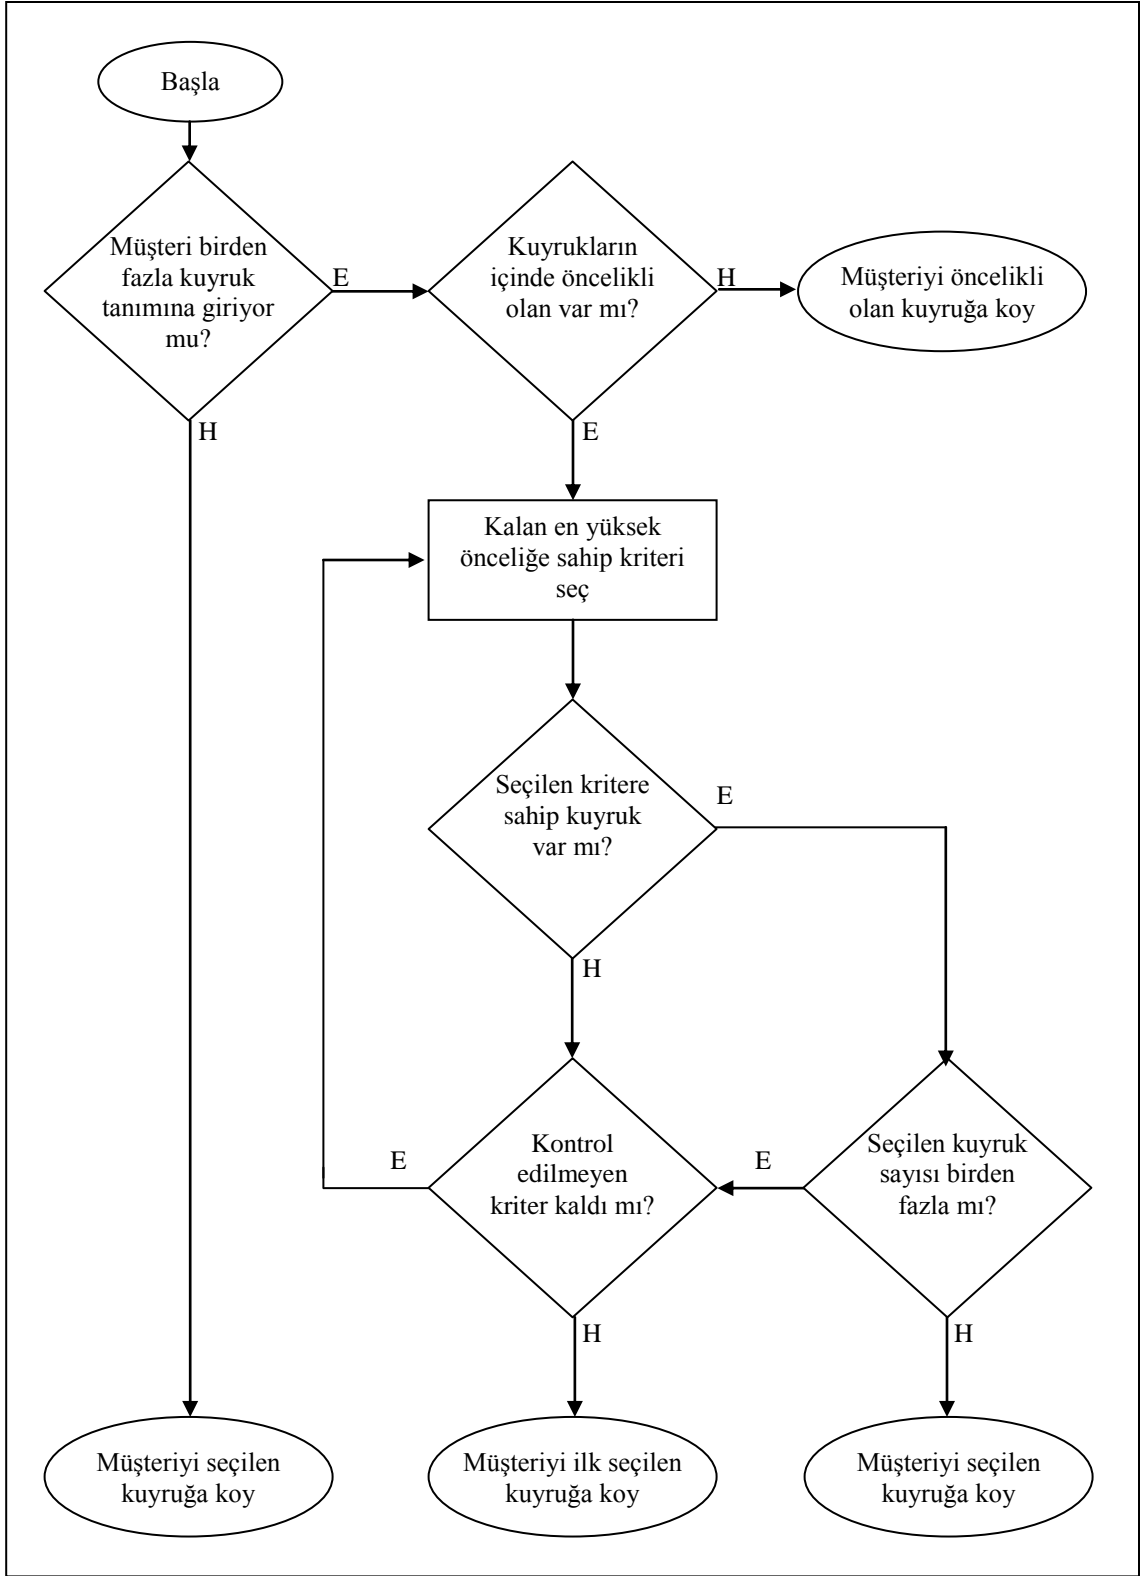 Başla
Müşteri birden
fazla kuyruk
tanımına giriyor
mu?
E
Kuyrukların
içinde öncelikli
olan var mı?
H
Müşteriyi öncelikli
olan kuyruğa koy
H
E
Kalan en yüksek
önceliğe sahip kriteri
seç
Seçilen kritere
sahip kuyruk
var mı?
E
H
E
Kontrol
edilmeyen
kriter kaldı mı?
E
Seçilen kuyruk
sayısı birden
fazla mı?
H
H
Müşteriyi seçilen
kuyruğa koy
Müşteriyi ilk seçilen
kuyruğa koy
Müşteriyi seçilen
kuyruğa koy